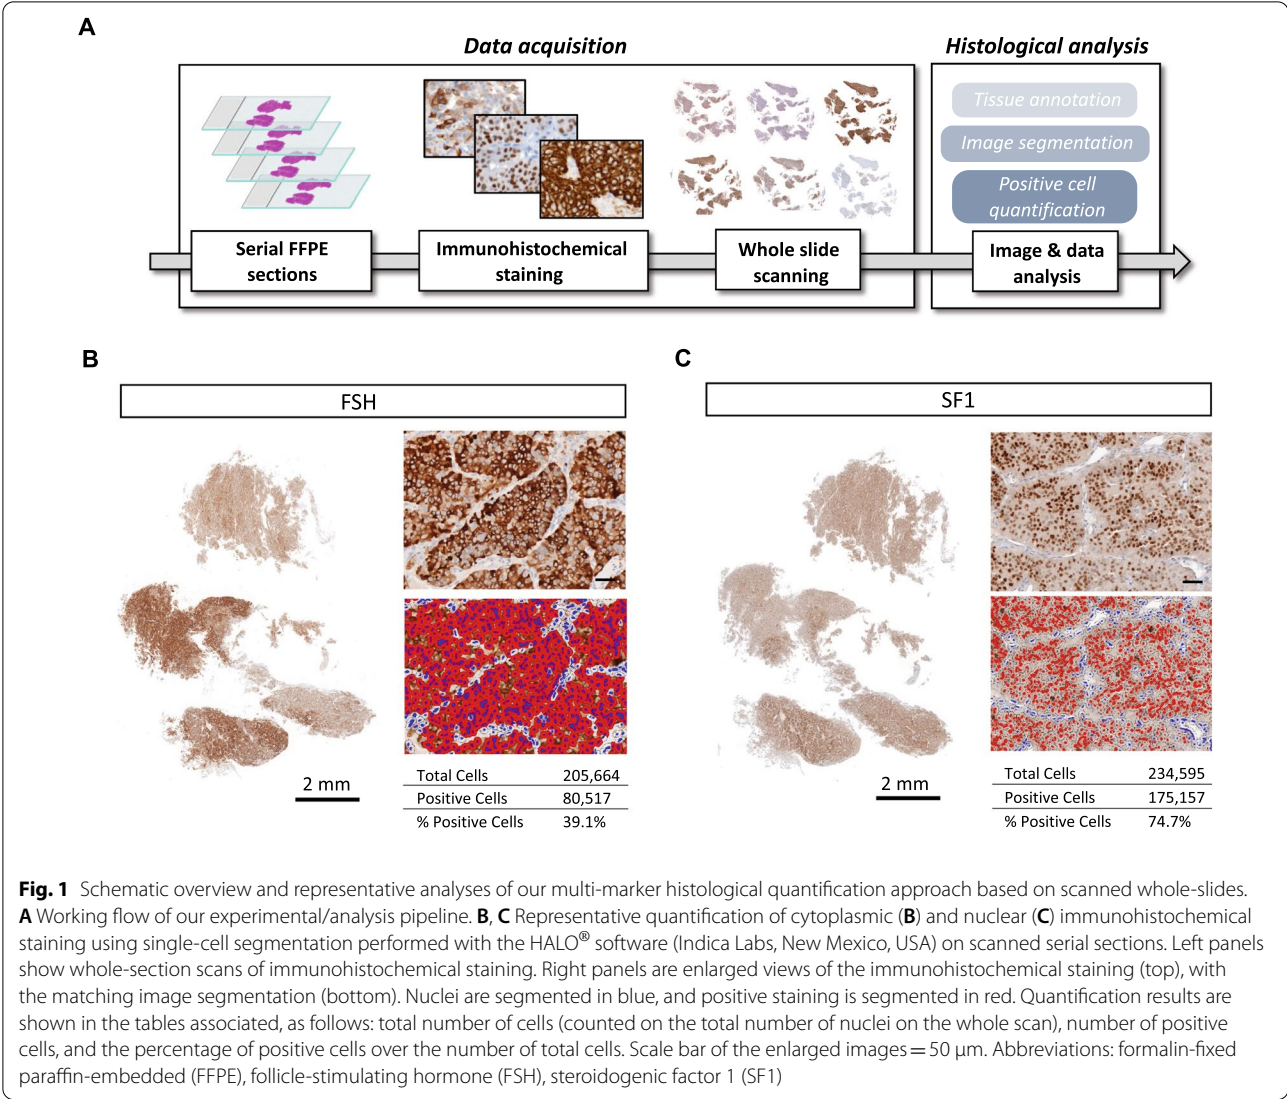 A
Data acquisition
Histological analysis
Tissue annotation
Image segmentation
Positive cell
quantification
Serial FFPE
sections
Immunohistochemical
staining
Whole slide
scanning
Image & data
analysis
B
FSH
2 mm
Total Cells 205,664
Positive Cells 80,517
% Positive Cells 39.1%
C
SF1
2 mm
Total Cells 234,595
Positive Cells 175,157
% Positive Cells 74.7%
Fig. 1 Schematic overview and representative analyses of our multi-marker histological quantification approach based on scanned whole-slides.
A Working flow of our experimental/analysis pipeline. B, C Representative quantification of cytoplasmic (B) and nuclear (C) immunohistochemical
staining using single-cell segmentation performed with the HALO® software (Indica Labs, New Mexico, USA) on scanned serial sections. Left panels
show whole-section scans of immunohistochemical staining. Right panels are enlarged views of the immunohistochemical staining (top), with
the matching image segmentation (bottom). Nuclei are segmented in blue, and positive staining is segmented in red. Quantification results are
shown in the tables associated, as follows: total number of cells (counted on the total number of nuclei on the whole scan), number of positive
cells, and the percentage of positive cells over the number of total cells. Scale bar of the enlarged images = 50 μm. Abbreviations: formalin-fixed
paraffin-embedded (FFPE), follicle-stimulating hormone (FSH), steroidogenic factor 1 (SF1)